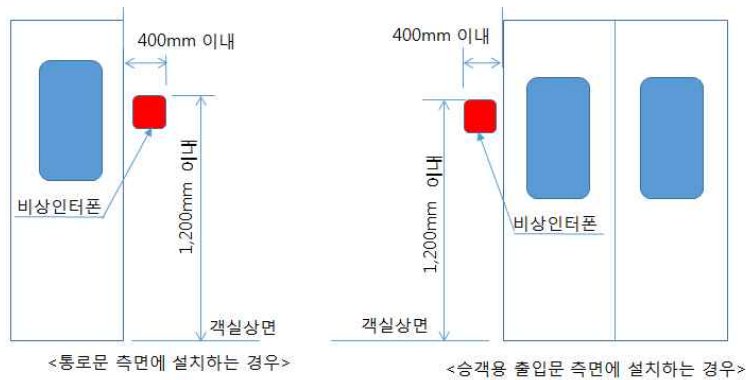 400mm 이내
비상인터폰
1,200mm 이내
객실상면
<통로문 측면에 설치하는 경우>
400mm 이내
비상인터폰
1,200mm 이내
객실상면
<승객용 출입문 측면에 설치하는 경우>